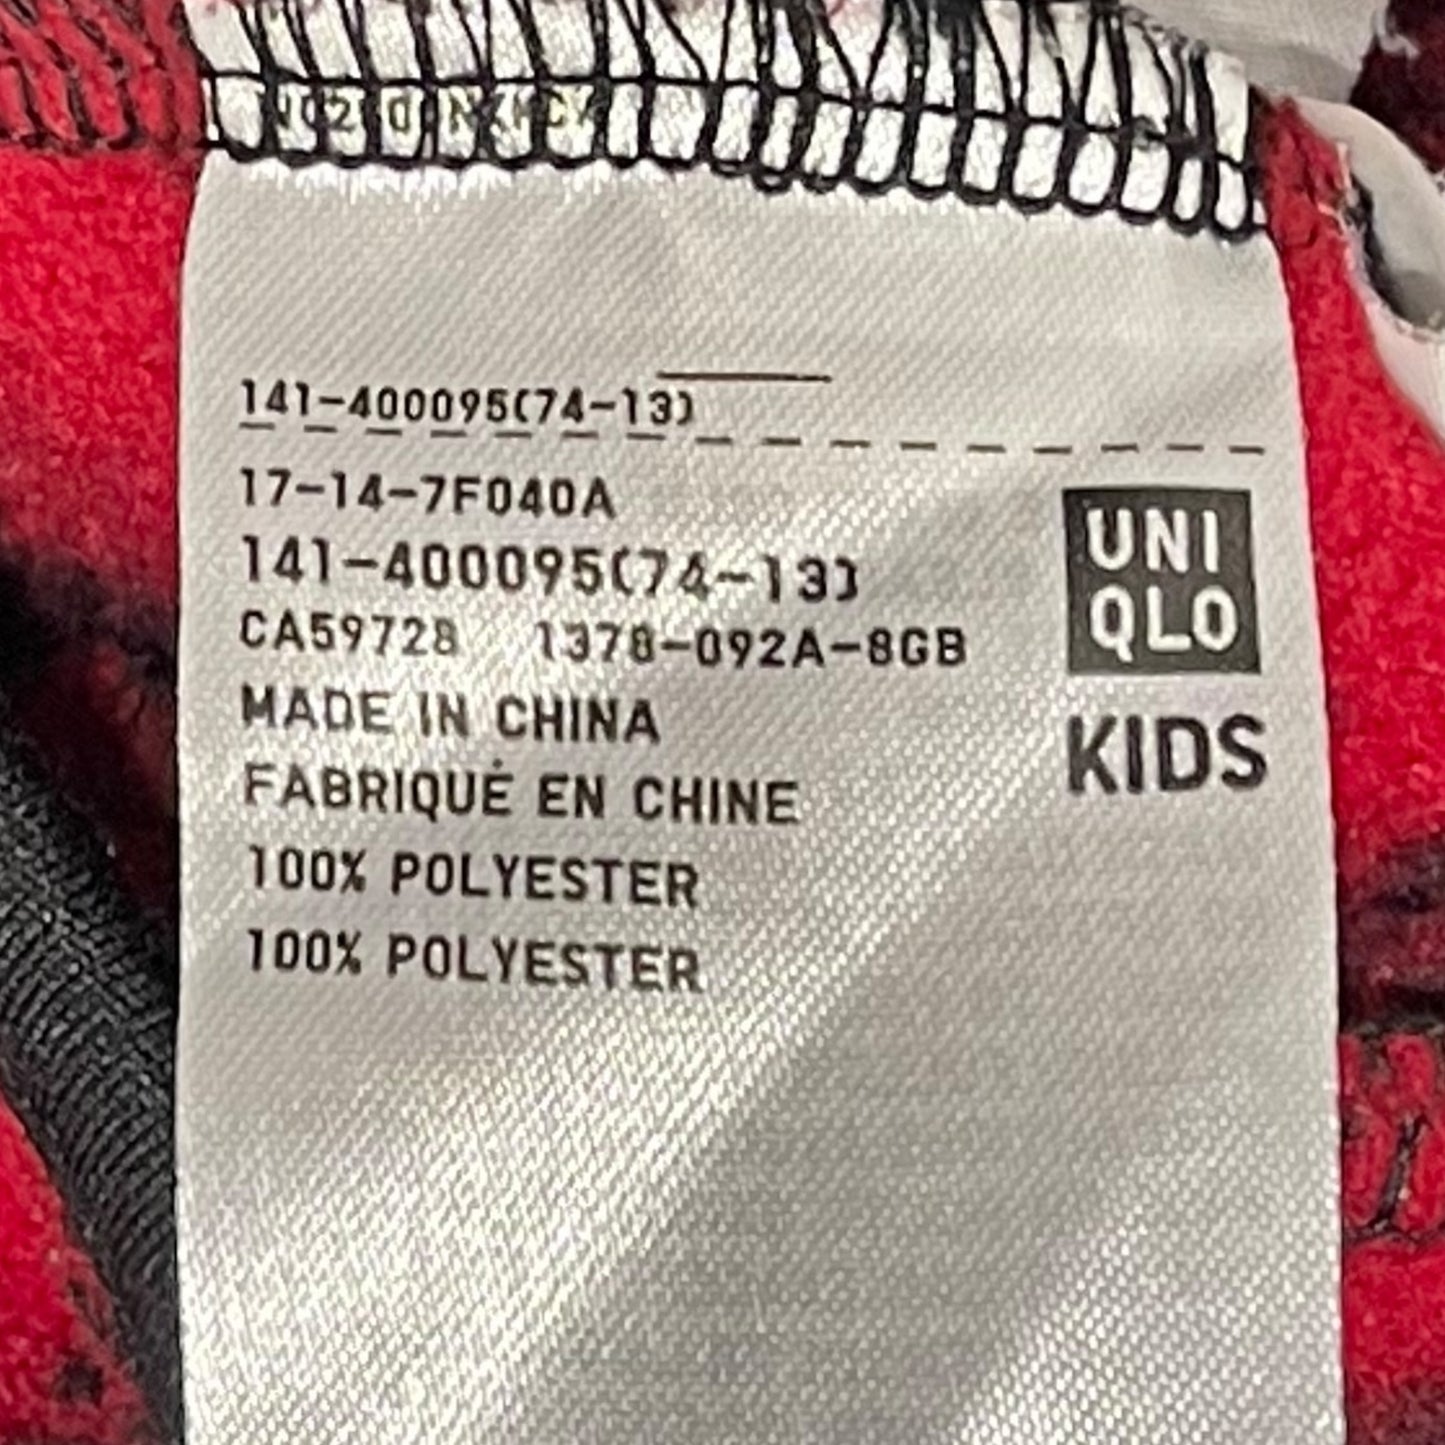 141-400095(74-13)
17-14-7F040A
141-400095(74-13)
CA59728 1378-092A-8GB
MADE IN CHINA
FABRIQUÉ EN CHINE
100% POLYESTER
100% POLYESTER
UNI
QLO
KIDS